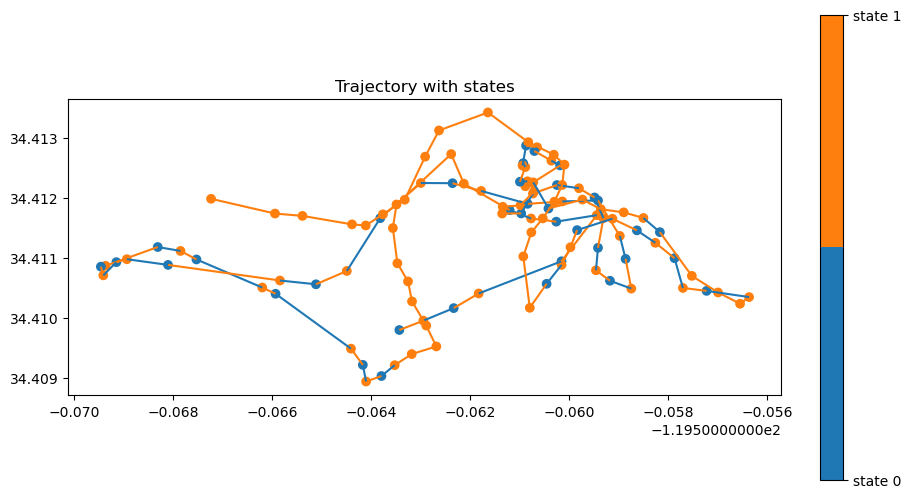 Trajectory with states
state 1
34.413
34.412
34.411
34.410
34.409
−0.070 −0.068 −0.066 −0.064 −0.062 −0.060 −0.058 −0.056
−1.1950000000e2
state 0